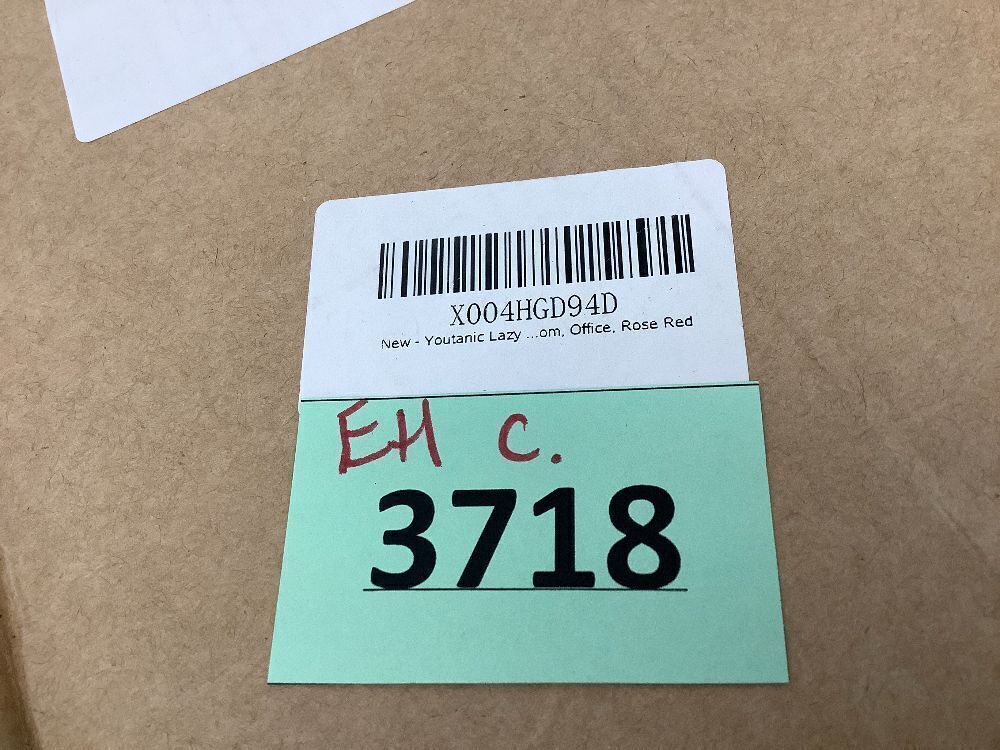 X004HGD94D
New - Youtanic Lazy ...om, Office, Rose Red
EH C.
3718